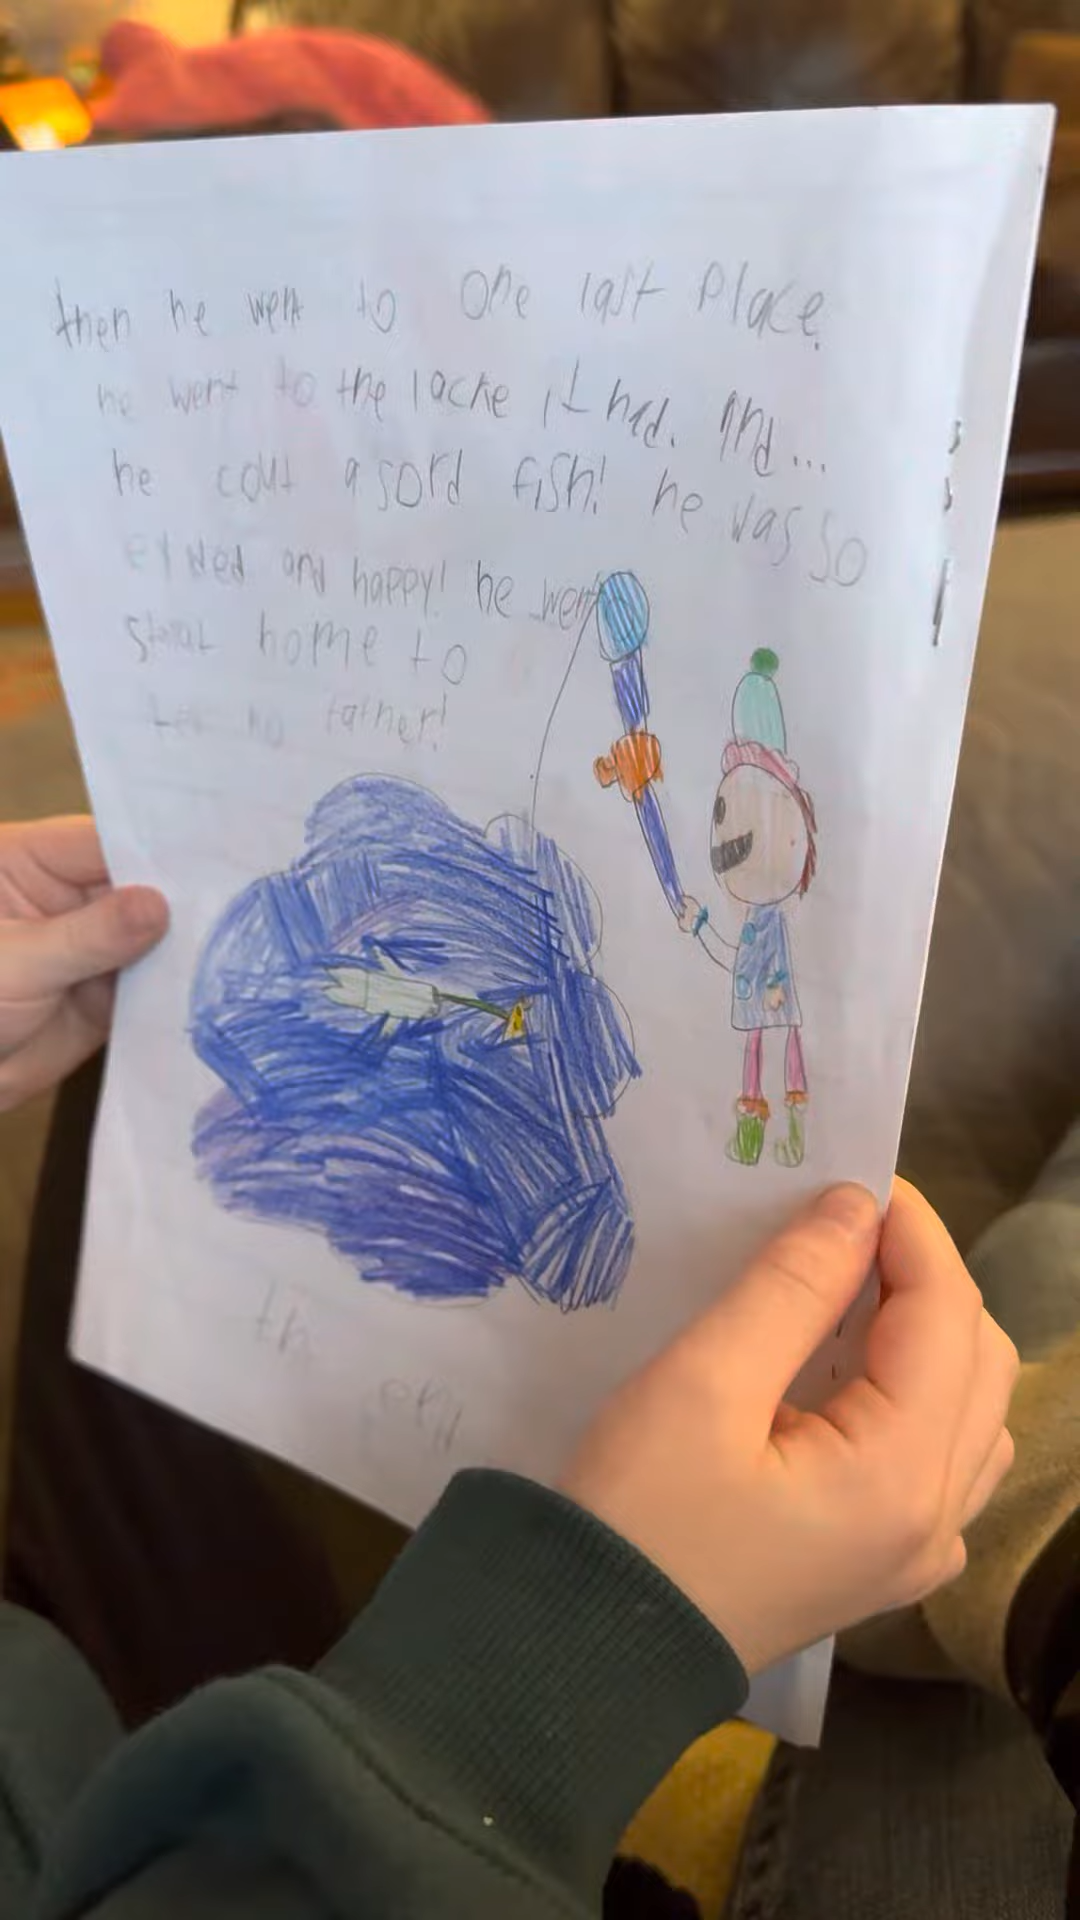 then he went to one last place.
he went to the lacke it had. And...
he cout a sord fish! he was so
and happy! he went
home to
father!